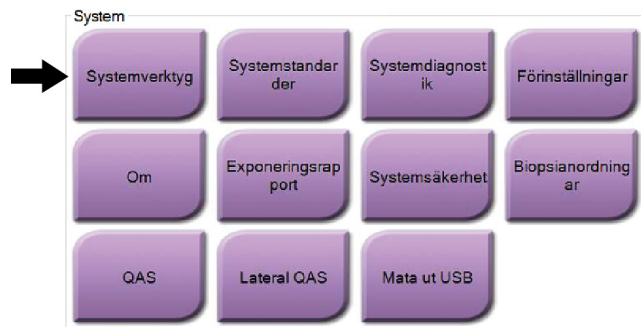 System
Systemverktyg
Systemstandar
der
Systemdiagnost
ik
Förinställningar
Om
Exponeringsrap
port
Systemsäkerhet
Biopsianordning
ar
QAS
Lateral QAS
Mata ut USB